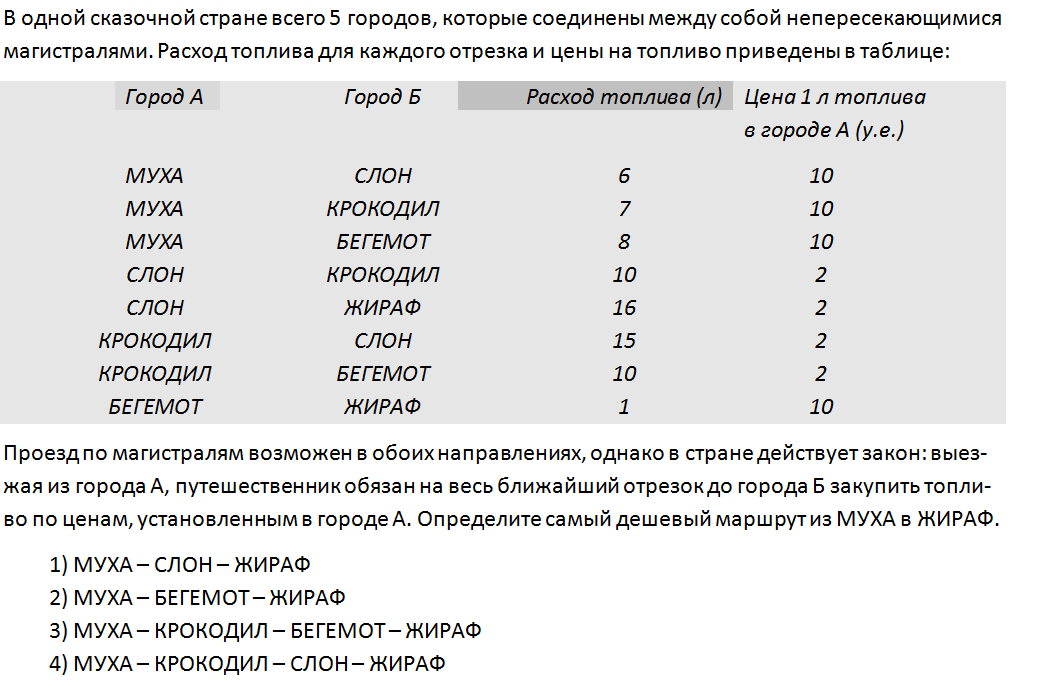 В одной сказочной стране всего 5 городов, которые соединены между собой непересекающимися
магистралями. Расход топлива для каждого отрезка и цены на топливо приведены в таблице:
Город А Город Б Расход топлива (л) Цена 1 л топлива
в городе А (у.е.)
МУХА СЛОН 6 10
МУХА КРОКОДИЛ 7 10
МУХА БЕГЕМОТ 8 10
СЛОН КРОКОДИЛ 10 2
СЛОН ЖИРАФ 16 2
КРОКОДИЛ СЛОН 15 2
КРОКОДИЛ БЕГЕМОТ 10 2
БЕГЕМОТ ЖИРАФ 1 10
Проезд по магистралям возможен в обоих направлениях, однако в стране действует закон: выез-
жая из города А, путешественник обязан на весь ближайший отрезок до города Б закупить топли-
во по ценам, установленным в городе А. Определите самый дешевый маршрут из МУХА в ЖИРАФ.
1) МУХА – СЛОН – ЖИРАФ
2) МУХА – БЕГЕМОТ – ЖИРАФ
3) МУХА – КРОКОДИЛ – БЕГЕМОТ – ЖИРАФ
4) МУХА – КРОКОДИЛ – СЛОН – ЖИРАФ